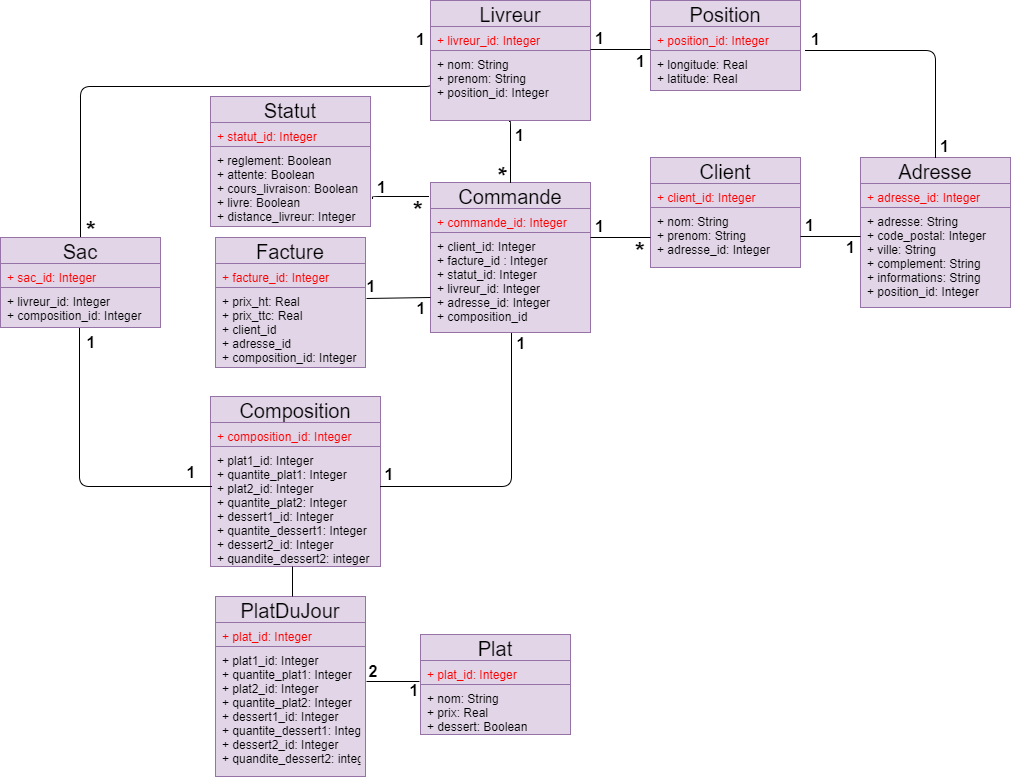 Livreur
+ livreur_id: Integer
+ nom: String
+ prenom: String
+ position_id: Integer
Position
+ position_id: Integer
+ longitude: Real
+ latitude: Real
1
1
1
1
1
*
1
*
1
1
*
Statut
+ statut_id: Integer
+ reglement: Boolean
+ attente: Boolean
+ cours_livraison: Boolean
+ livre: Boolean
+ distance_livreur: Integer
Commande
+ commande_id: Integer
+ client_id: Integer
+ facture_id : Integer
+ statut_id: Integer
+ livreur_id: Integer
+ adresse_id: Integer
+ composition_id
Client
+ client_id: Integer
+ nom: String
+ prenom: String
+ adresse_id: Integer
Adresse
+ adresse_id: Integer
+ adresse: String
+ code_postal: Integer
+ ville: String
+ complement: String
+ informations: String
+ position_id: Integer
1
*
1
1
Sac
+ sac_id: Integer
+ livreur_id: Integer
+ composition_id: Integer
Facture
+ facture_id: Integer
+ prix_ht: Real
+ prix_ttc: Real
+ client_id
+ adresse_id
+ composition_id: Integer
1
1
1
1
1
1
Composition
+ composition_id: Integer
+ plat1_id: Integer
+ quantite_plat1: Integer
+ plat2_id: Integer
+ quantite_plat2: Integer
+ dessert1_id: Integer
+ quantite_dessert1: Integer
+ dessert2_id: Integer
+ quandite_dessert2: integer
PlatDuJour
+ plat_id: Integer
+ plat1_id: Integer
+ quantite_plat1: Integer
+ plat2_id: Integer
+ quantite_plat2: Integer
+ dessert1_id: Integer
+ quantite_dessert1: Integ
+ dessert2_id: Integer
+ quandite_dessert2: integ
2
1
Plat
+ plat_id: Integer
+ nom: String
+ prix: Real
+ dessert: Boolean